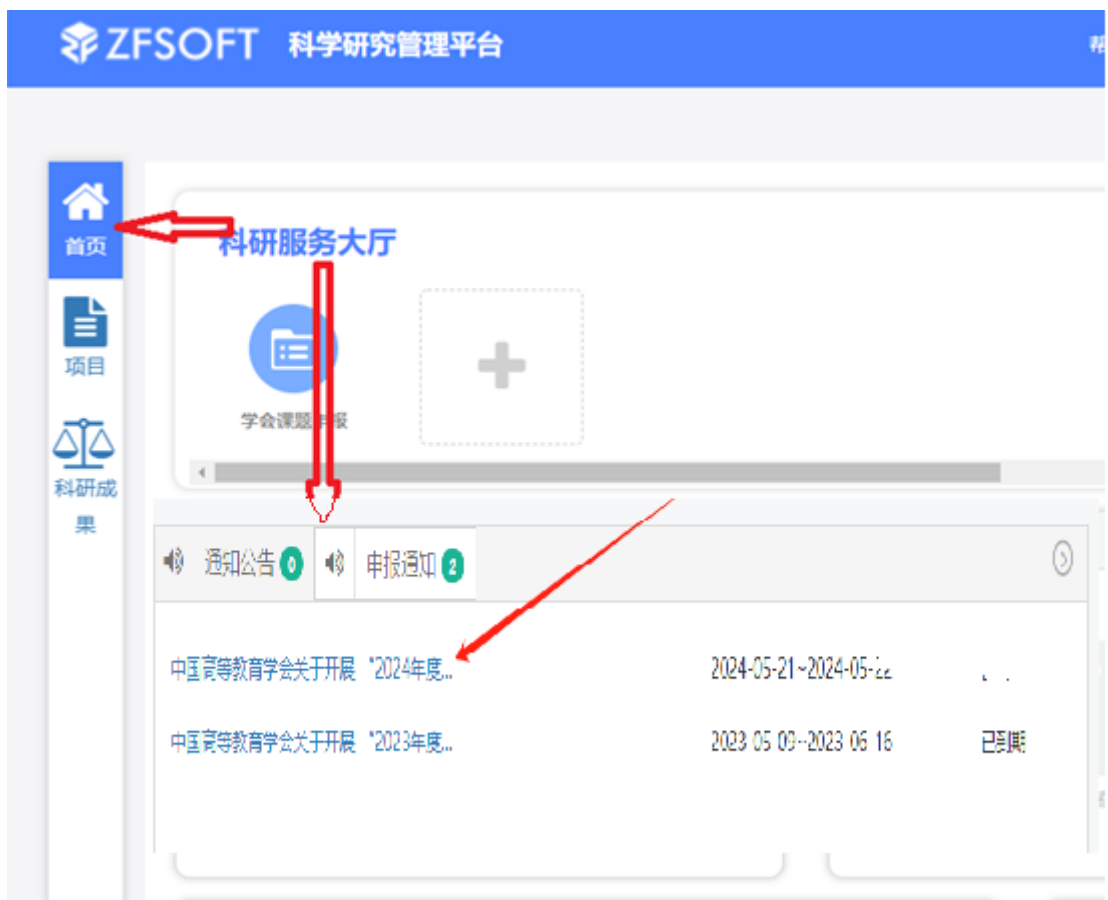 ZFSOFT 科学研究管理平台
首页
科研服务大厅
项目
学会课题申报
科研成
果
通知公告 0 申报通知 2
中国高等教育学会关于开展 "2024年度... 2024-05-21~2024-05-22
中国高等教育学会关于开展 "2023年度... 2023-05-09~2023-06-16 已到期